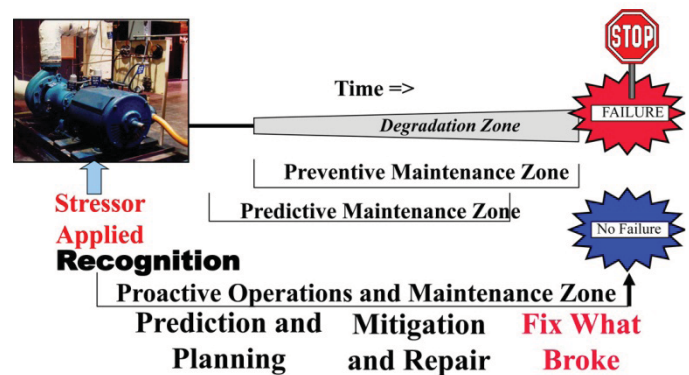 STOP
Time =>
FAILURE
Degradation Zone
Preventive Maintenance Zone
Predictive Maintenance Zone
Stressor
Applied
No Failure
Recognition
Proactive Operations and Maintenance Zone
Prediction and
Planning
Mitigation
and Repair
Fix What
Broke